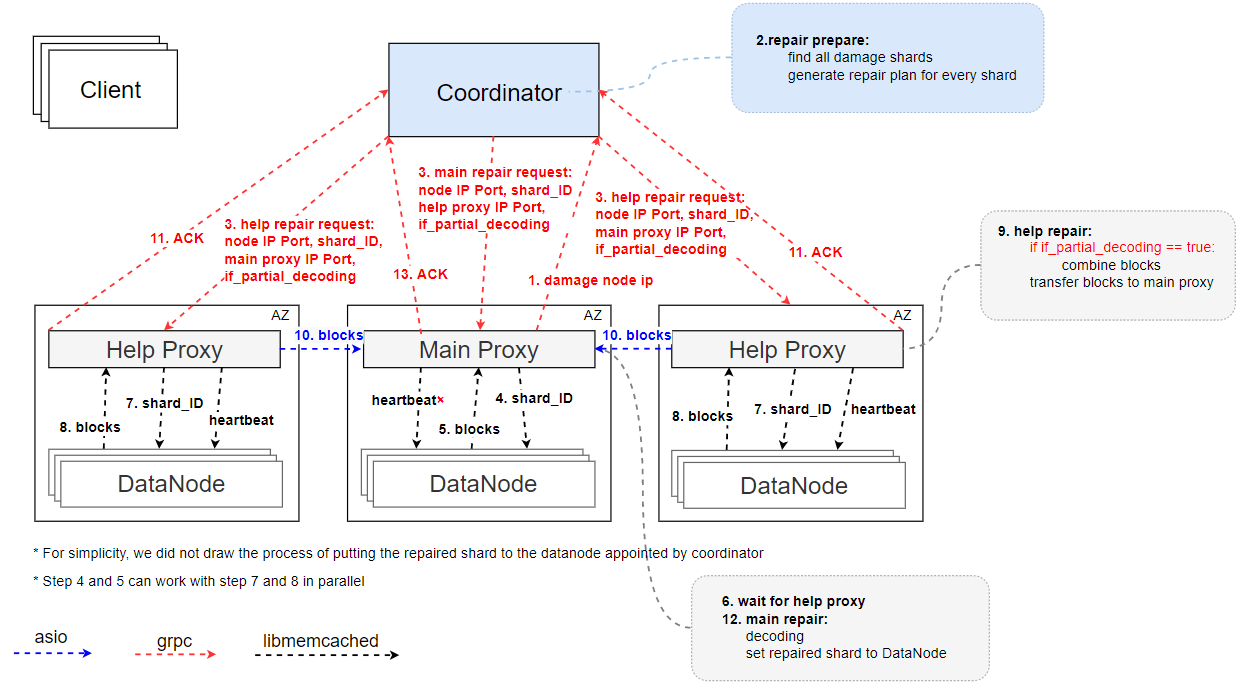 Client
Coordinator
2.repair prepare:
find all damage shards
generate repair plan for every shard
3. main repair request:
node IP Port, shard_ID
help proxy IP Port,
if_partial_decoding
3. help repair request:
node IP Port, shard_ID,
main proxy IP Port,
if_partial_decoding
3. help repair request:
node IP Port, shard_ID,
main proxy IP Port,
if_partial_decoding
11. ACK
13. ACK
1. damage node ip
11. ACK
9. help repair:
if if_partial_decoding == true:
combine blocks
transfer blocks to main proxy
AZ
AZ
AZ
Help Proxy
10. blocks
Main Proxy
10. blocks
Help Proxy
8. blocks
7. shard_ID
heartbeat
heartbeat×
5. blocks
4. shard_ID
8. blocks
7. shard_ID
heartbeat
DataNode
DataNode
DataNode
* For simplicity, we did not draw the process of putting the repaired shard to the datanode appointed by coordinator
* Step 4 and 5 can work with step 7 and 8 in parallel
6. wait for help proxy
12. main repair:
decoding
set repaired shard to DataNode
asio
grpc
libmemcached